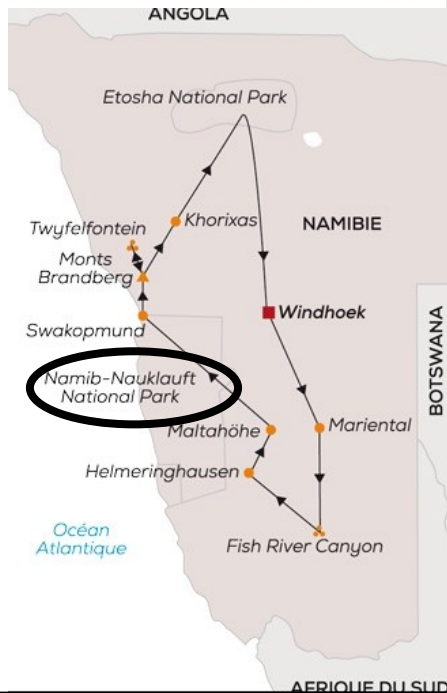 ANGOLA
Etosha National Park
Khorixas
Twyfelfontein
NAMIBIE
Monts
Brandberg
Windhoek
Swakopmund
BOTSWANA
Namib-Nauklauft
National Park
Maltahöhe
Mariental
Helmeringhausen
Océan
Atlantique
Fish River Canyon
AFRIQUE DU SUD